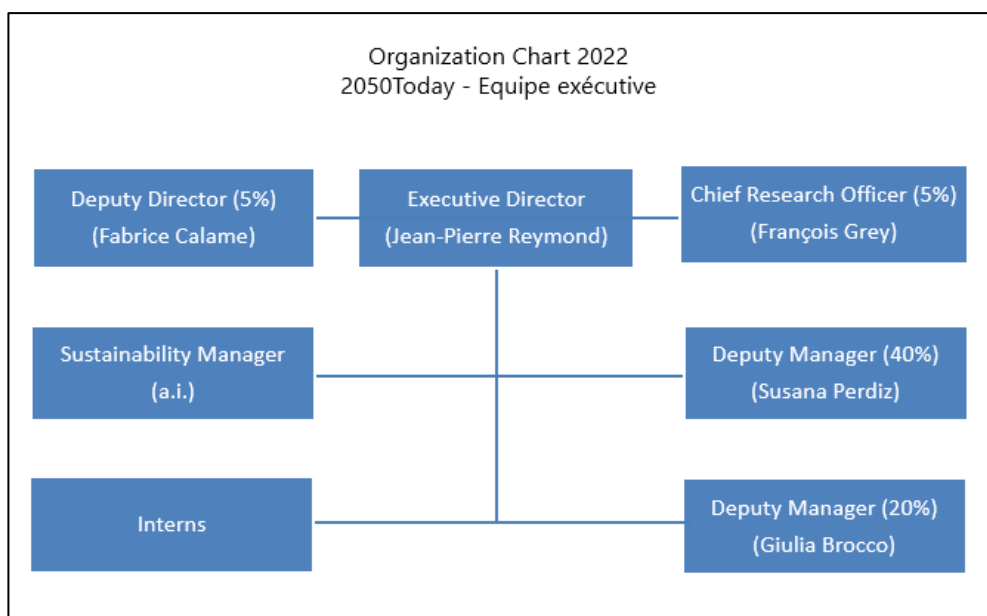 Organization Chart 2022
2050Today - Equipe exécutive
Deputy Director (5%)
(Fabrice Calame)
Executive Director
(Jean-Pierre Reymond)
Chief Research Officer (5%)
(François Grey)
Sustainability Manager
(a.i.)
Deputy Manager (40%)
(Susana Perdiz)
Interns
Deputy Manager (20%)
(Giulia Brocco)